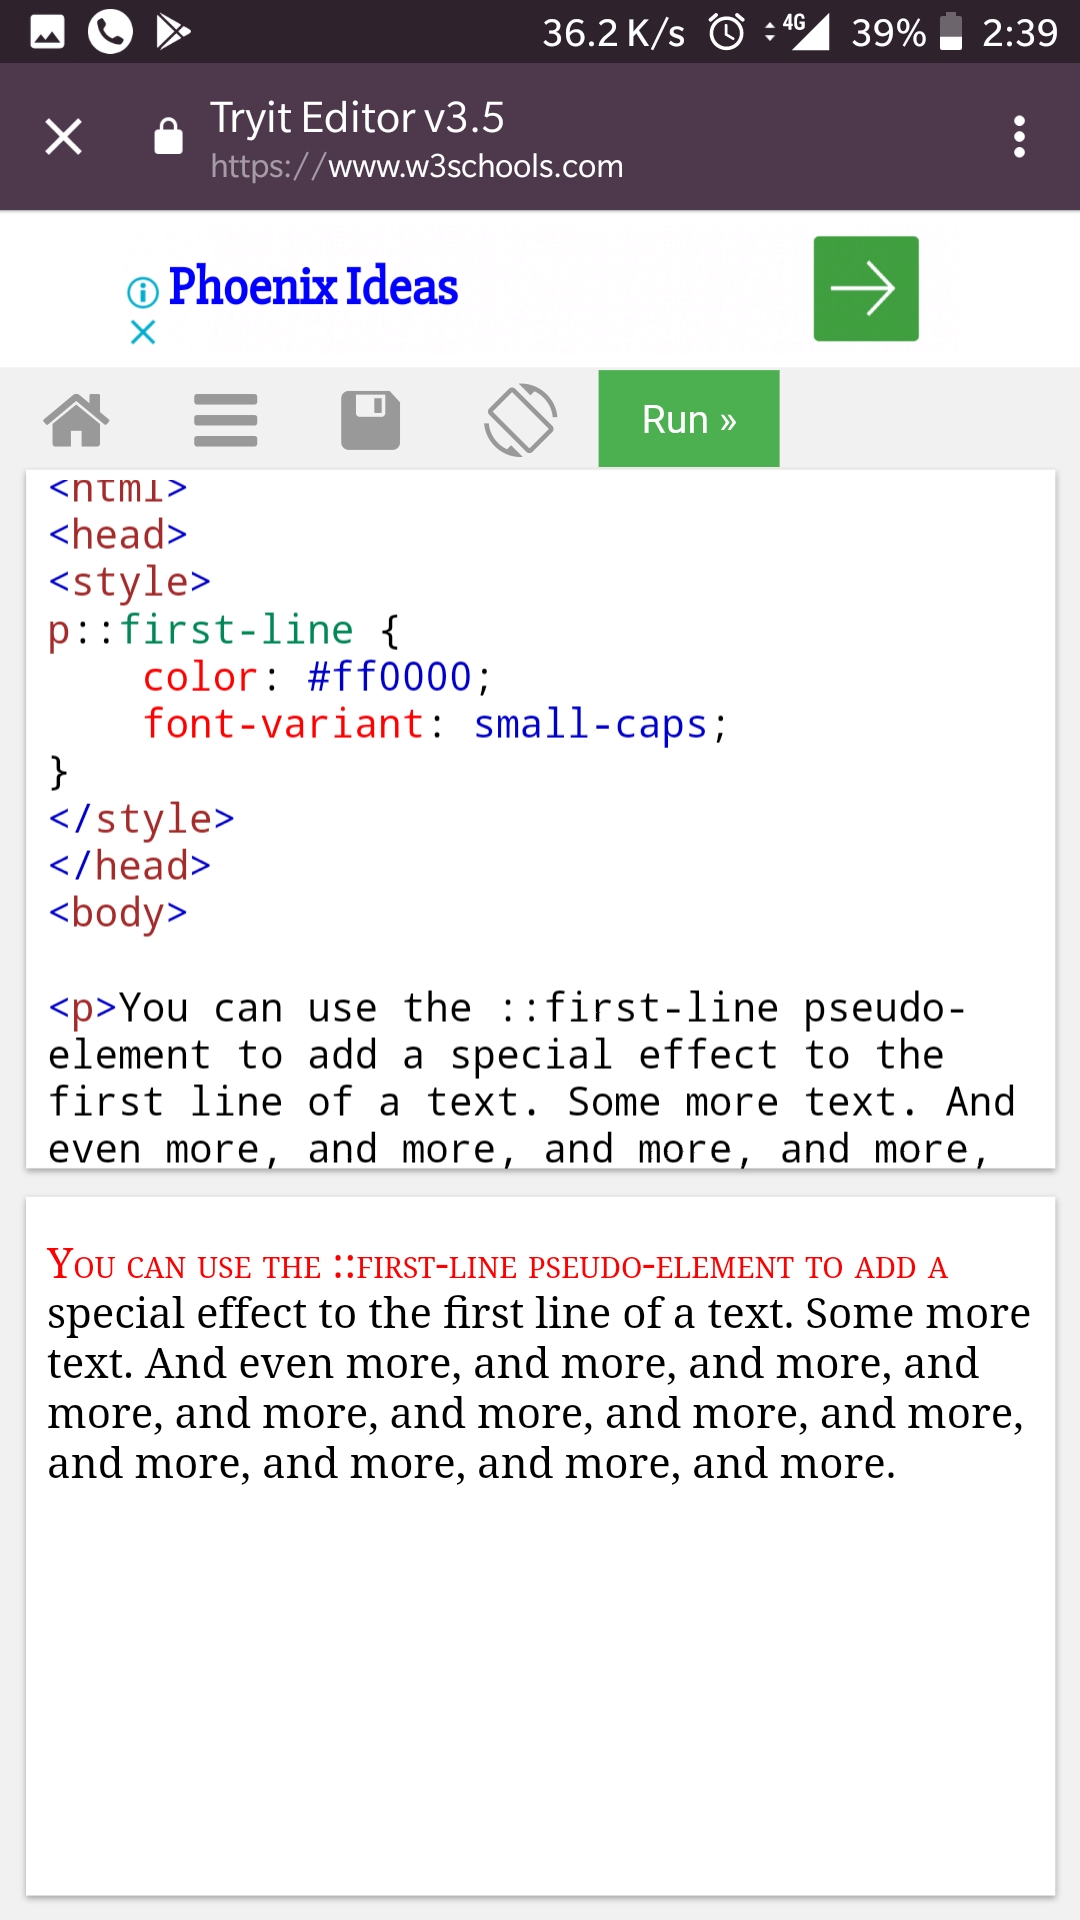 36.2 K/s 4G 39% 2:39
Tryit Editor v3.5
https://www.w3schools.com
Phoenix Ideas
Run »
<html>
<head>
<style>
p::first-line {
    color: #ff0000;
    font-variant: small-caps;
}
</style>
</head>
<body>
<p>You can use the ::first-line pseudo-
element to add a special effect to the
first line of a text. Some more text. And
even more, and more, and more, and more,
You can use the ::first-line pseudo-element to add a
special effect to the first line of a text. Some more
text. And even more, and more, and more, and
more, and more, and more, and more, and more,
and more, and more, and more, and more.